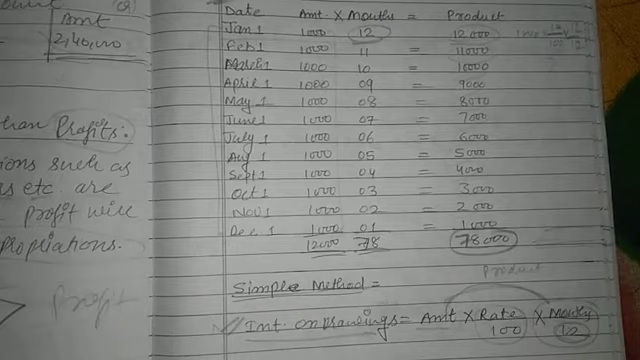 Amt
2,40,000
than Profits:
ions such as
s etc. are
profit will
ppropriations.
Profit
Date Amt. X Months = Product
Jan 1 1000 12 12000
Feb 1 1000 11 = 11000
March 1 1000 10 = 10000
April 1 1000 09 = 9000
May 1 1000 08 = 8000
June 1 1000 07 = 7000
July 1 1000 06 = 6000
Aug 1 1000 05 = 5000
Sept 1 1000 04 = 4000
Oct 1 1000 03 = 3000
Nov 1 1000 02 = 2000
Dec 1 1000 01 = 1000
12000 78 78000
Product
Simple Method =
Int. on Drawings = Amt X Rate/100 X Months/12